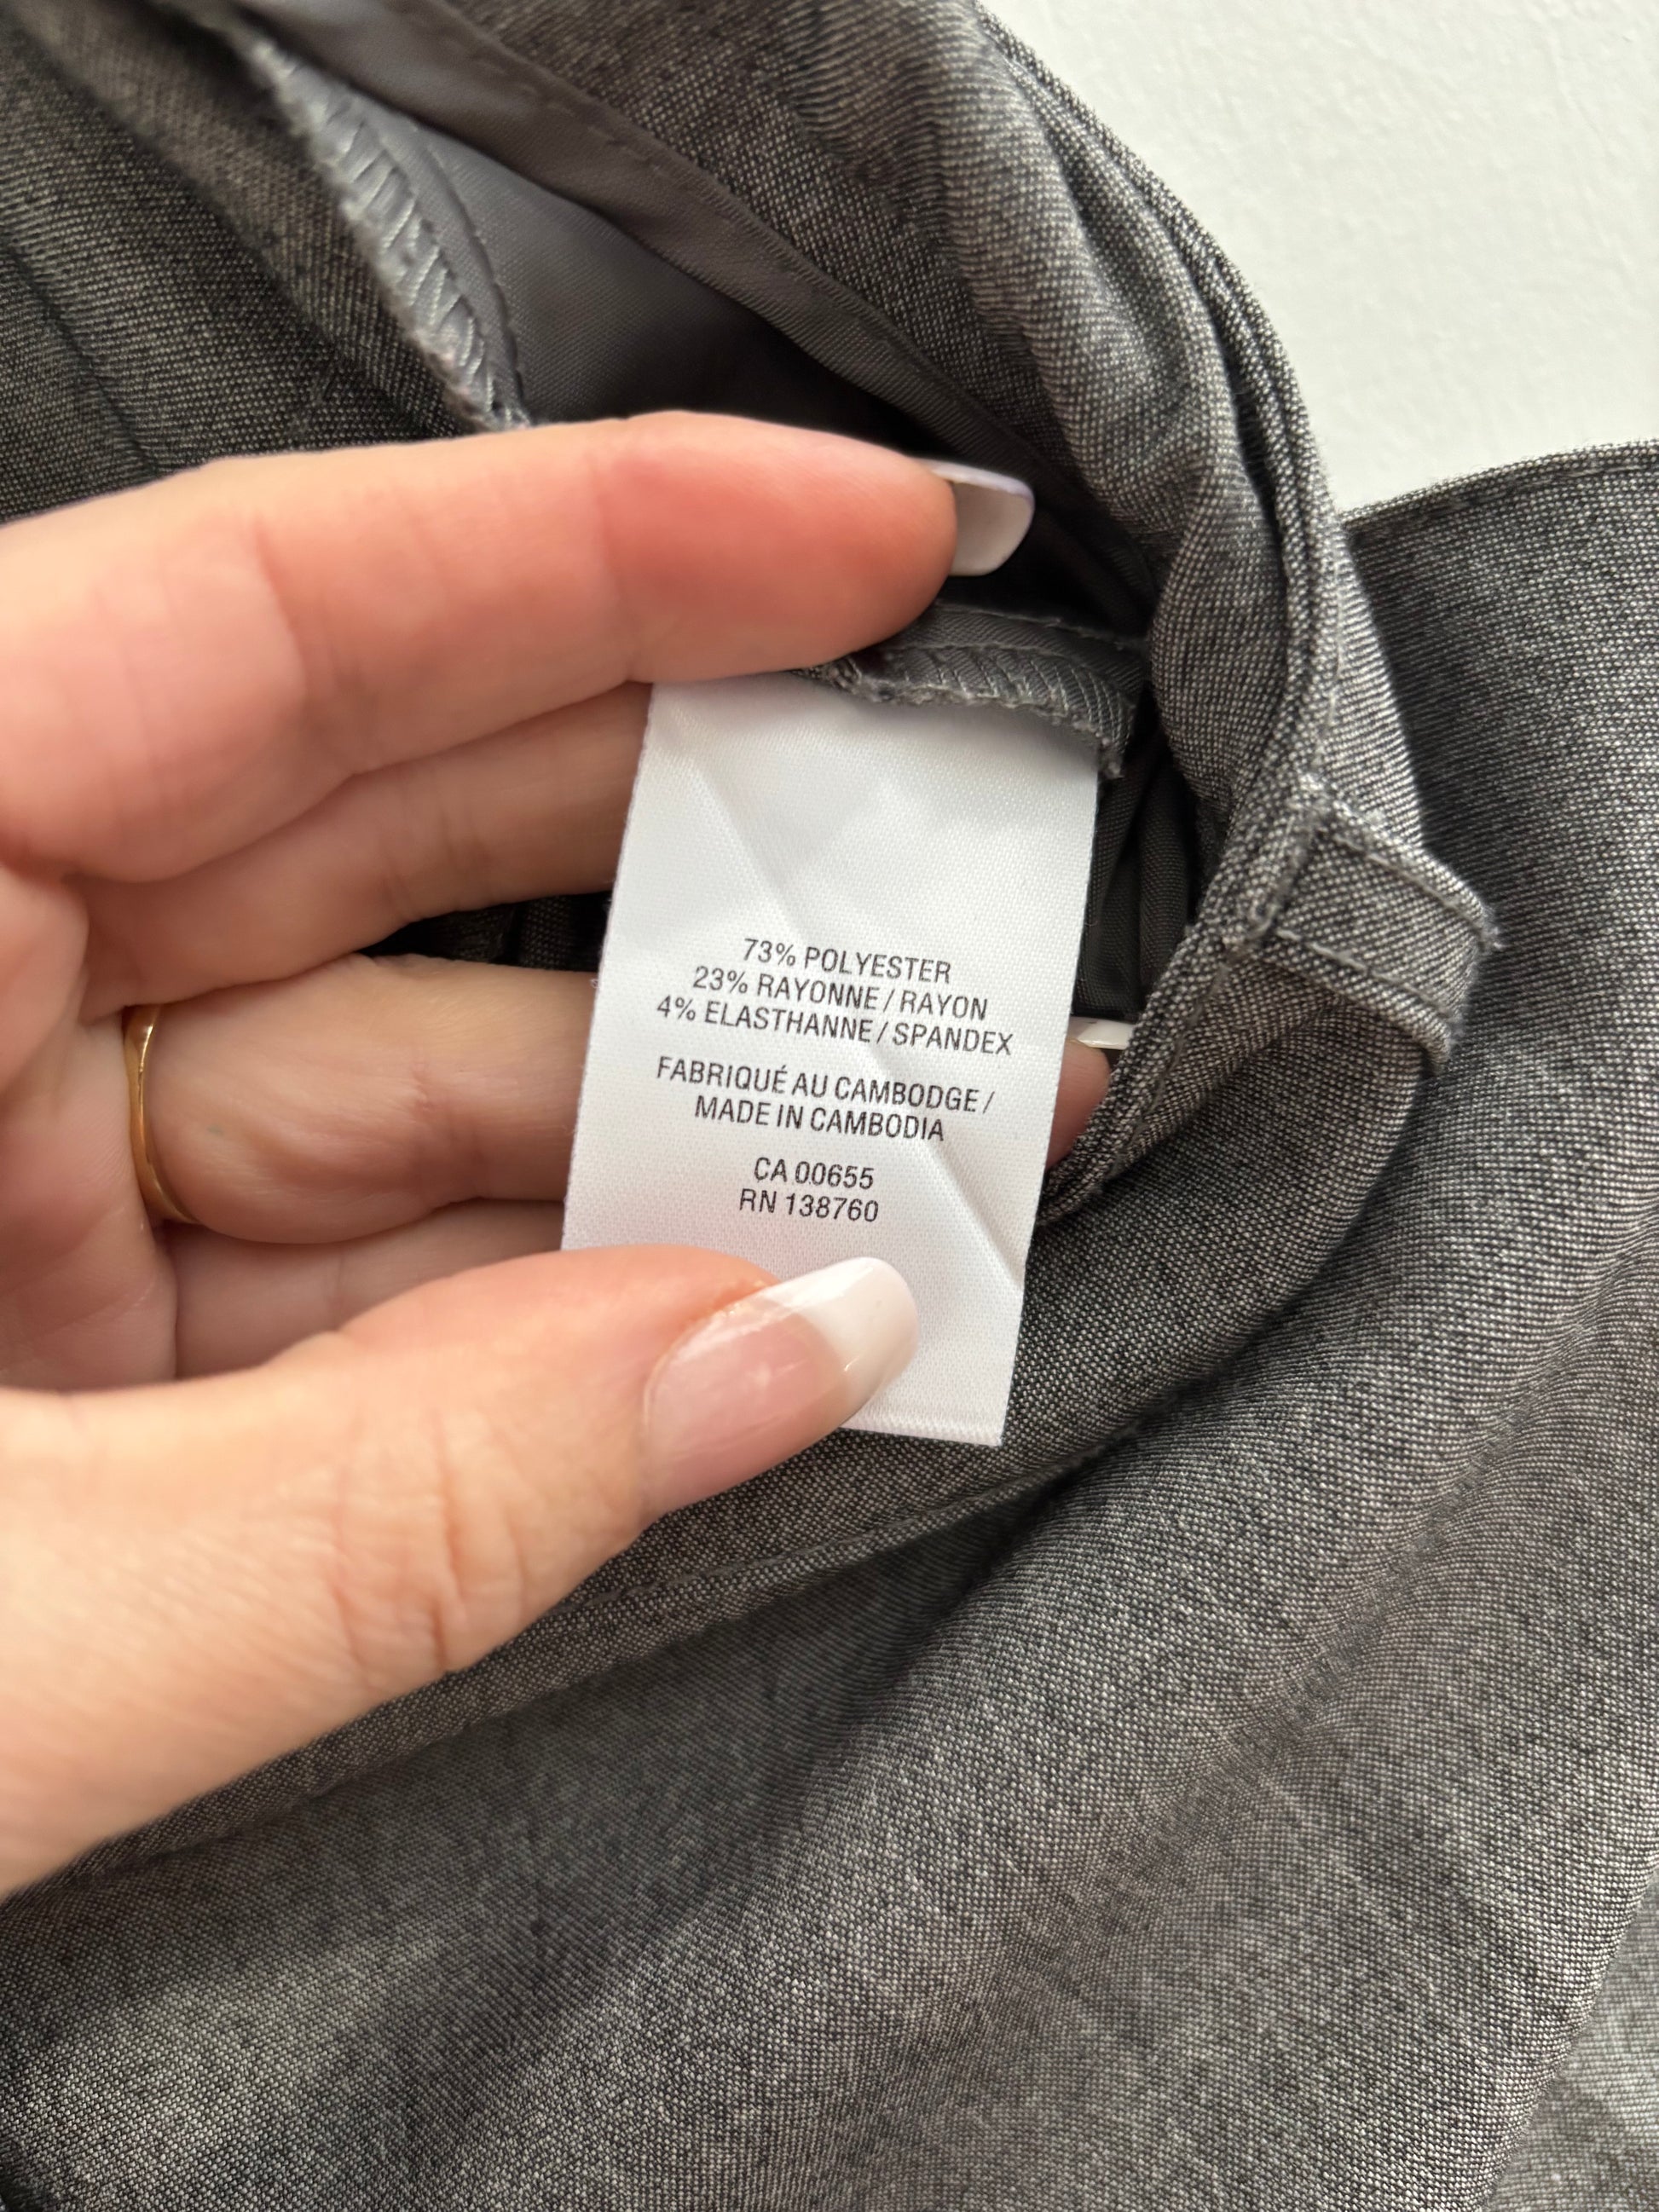 73% POLYESTER
23% RAYONNE / RAYON
4% ELASTHANNE / SPANDEX
FABRIQUÉ AU CAMBODGE /
MADE IN CAMBODIA
CA 00655
RN 138760